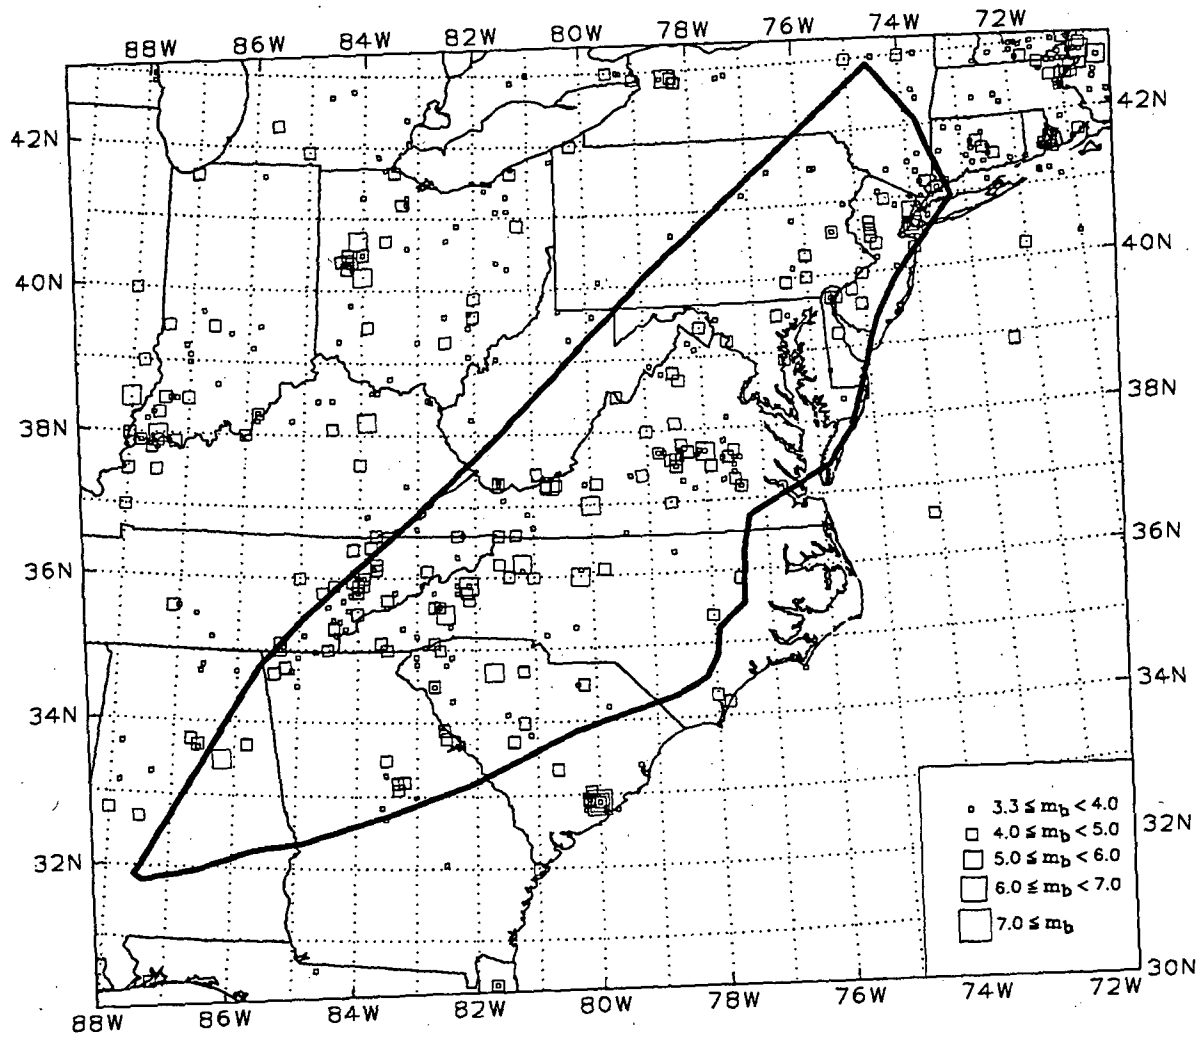 88W 86W 84W 82W 80W 78W 76W 74W 72W
42N 42N
40N 40N
38N 38N
36N 36N
34N 34N
32N 32N
30N
3.3 ≤ mb < 4.0
4.0 ≤ mb < 5.0
5.0 ≤ mb < 6.0
6.0 ≤ mb < 7.0
7.0 ≤ mb
88W 86W 84W 82W 80W 78W 76W 74W 72W